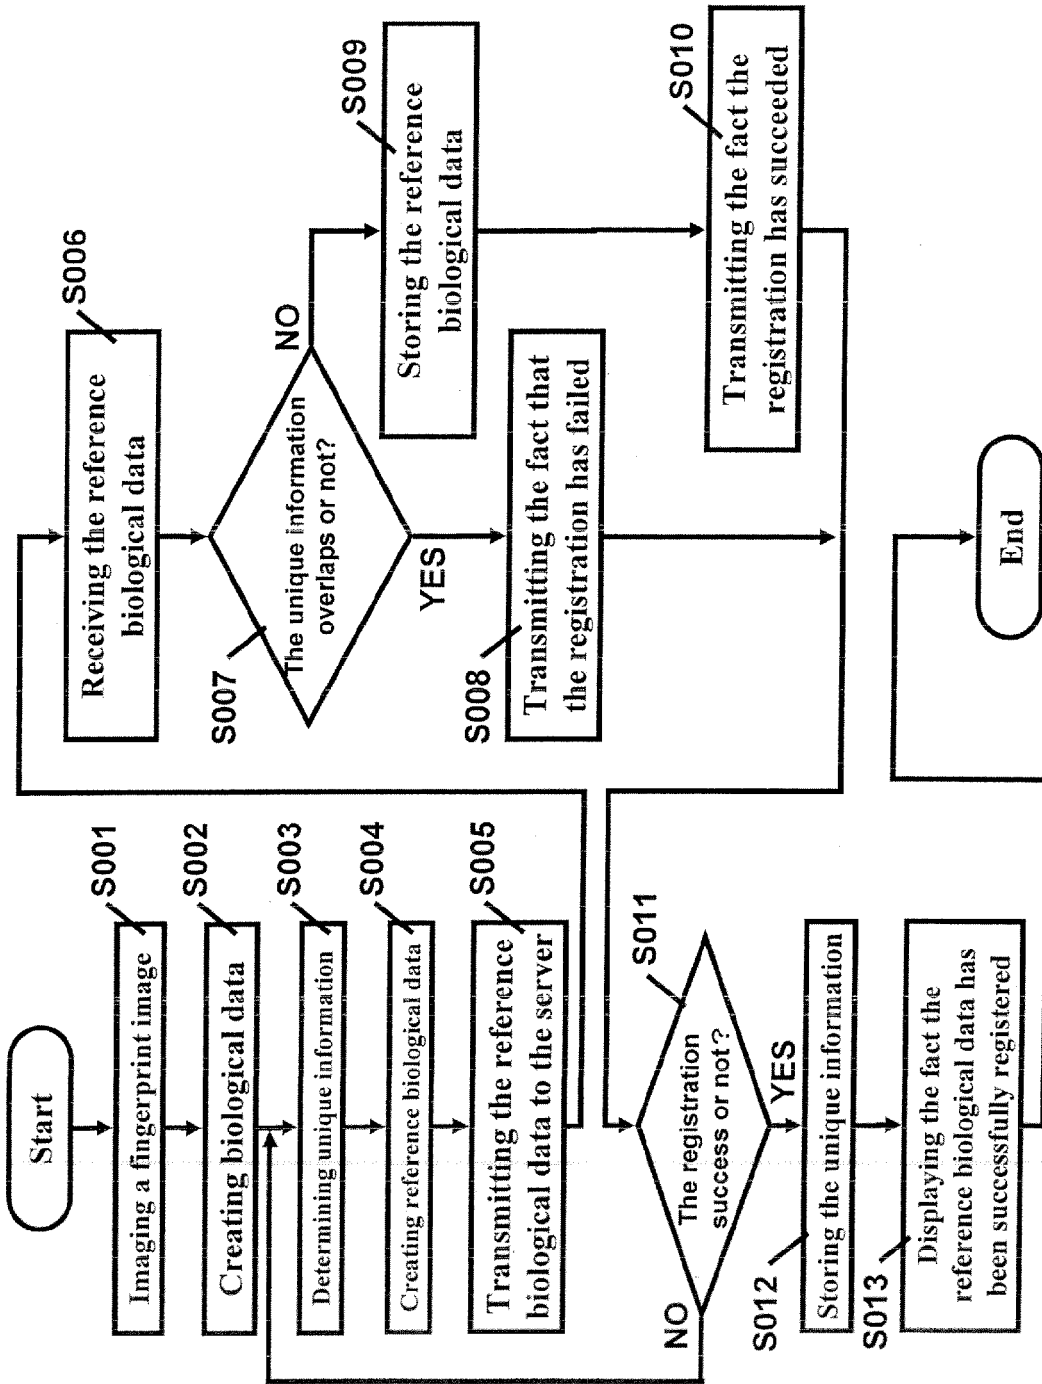 Start
S001
Imaging a fingerprint image
S002
Creating biological data
S003
Determining unique information
S004
Creating reference biological data
S005
Transmitting the reference
biological data to the server
S006
Receiving the reference
biological data
S007
The unique information
overlaps or not?
NO
YES
S008
Transmitting the fact that
the registration has failed
S009
Storing the reference
biological data
S010
Transmitting the fact the
registration has succeeded
S011
The registration
success or not?
NO
YES
S012
Storing the unique information
S013
Displaying the fact the
reference biological data has
been successfully registered
End